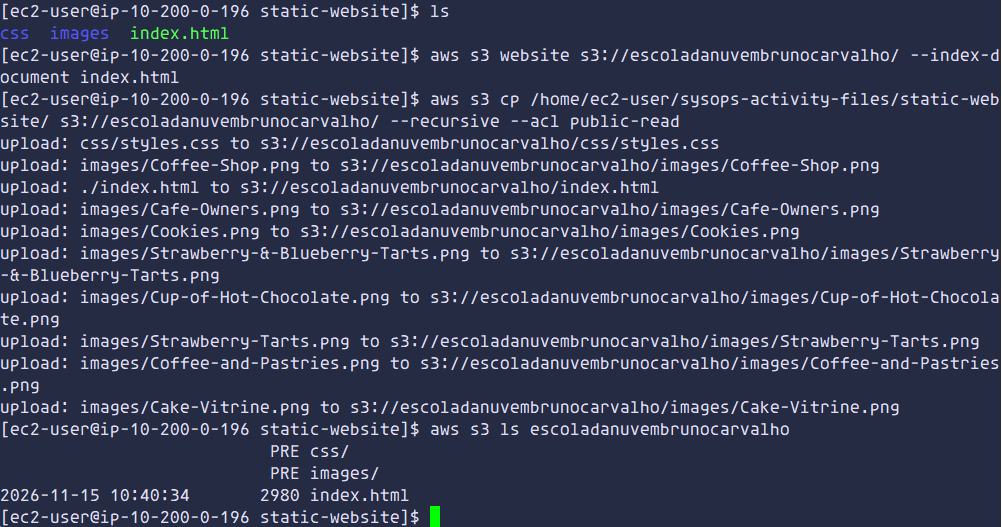 [ec2-user@ip-10-200-0-196 static-website]$ ls
css  images  index.html
[ec2-user@ip-10-200-0-196 static-website]$ aws s3 website s3://escoladanuvembrunocarvalho/ --index-d
ocument index.html
[ec2-user@ip-10-200-0-196 static-website]$ aws s3 cp /home/ec2-user/sysops-activity-files/static-web
site/ s3://escoladanuvembrunocarvalho/ --recursive --acl public-read
upload: css/styles.css to s3://escoladanuvembrunocarvalho/css/styles.css
upload: images/Coffee-Shop.png to s3://escoladanuvembrunocarvalho/images/Coffee-Shop.png
upload: ./index.html to s3://escoladanuvembrunocarvalho/index.html
upload: images/Cafe-Owners.png to s3://escoladanuvembrunocarvalho/images/Cafe-Owners.png
upload: images/Cookies.png to s3://escoladanuvembrunocarvalho/images/Cookies.png
upload: images/Strawberry-&-Blueberry-Tarts.png to s3://escoladanuvembrunocarvalho/images/Strawberry
-&-Blueberry-Tarts.png
upload: images/Cup-of-Hot-Chocolate.png to s3://escoladanuvembrunocarvalho/images/Cup-of-Hot-Chocola
te.png
upload: images/Strawberry-Tarts.png to s3://escoladanuvembrunocarvalho/images/Strawberry-Tarts.png
upload: images/Coffee-and-Pastries.png to s3://escoladanuvembrunocarvalho/images/Coffee-and-Pastries
.png
upload: images/Cake-Vitrine.png to s3://escoladanuvembrunocarvalho/images/Cake-Vitrine.png
[ec2-user@ip-10-200-0-196 static-website]$ aws s3 ls escoladanuvembrunocarvalho
                           PRE css/
                           PRE images/
2026-11-15 10:40:34       2980 index.html
[ec2-user@ip-10-200-0-196 static-website]$